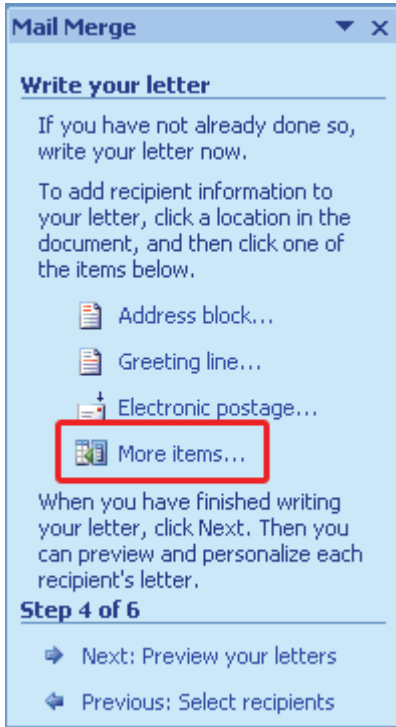 Mail Merge
Write your letter
If you have not already done so,
write your letter now.
To add recipient information to
your letter, click a location in the
document, and then click one of
the items below.
Address block...
Greeting line...
Electronic postage...
More items...
When you have finished writing
your letter, click Next. Then you
can preview and personalize each
recipient's letter.
Step 4 of 6
Next: Preview your letters
Previous: Select recipients